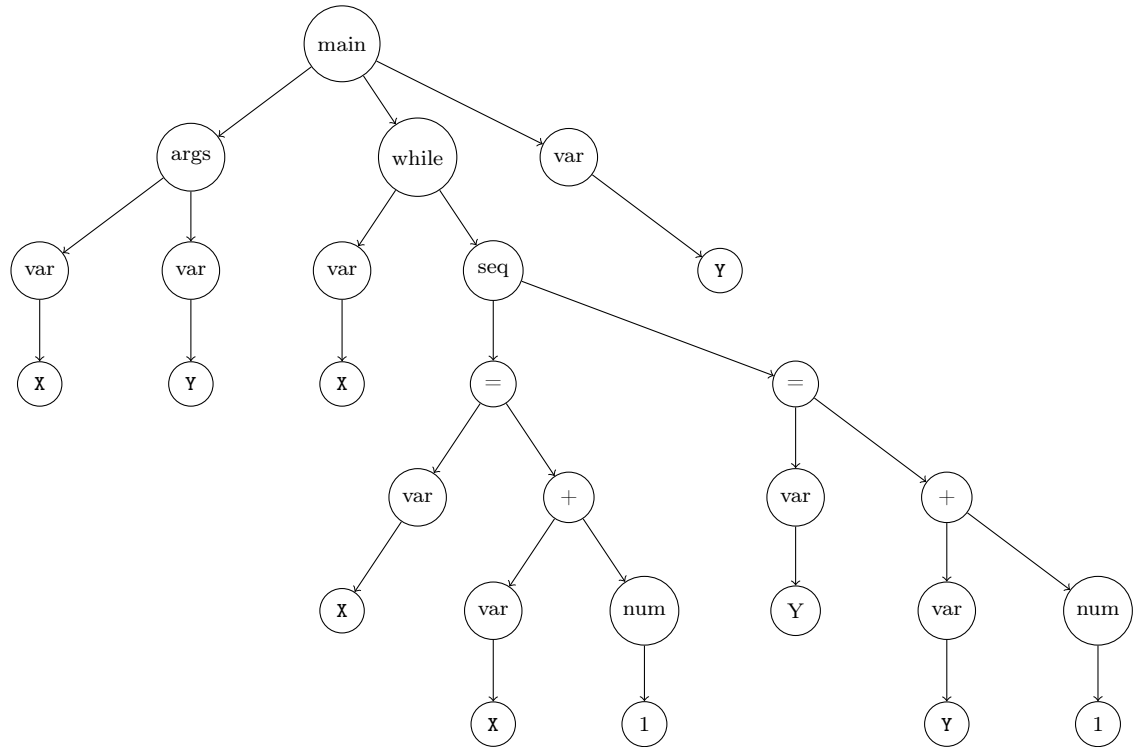 main
args while var
var var var seq Y
X Y X = =
var + var +
X var num Y var num
X 1 Y 1